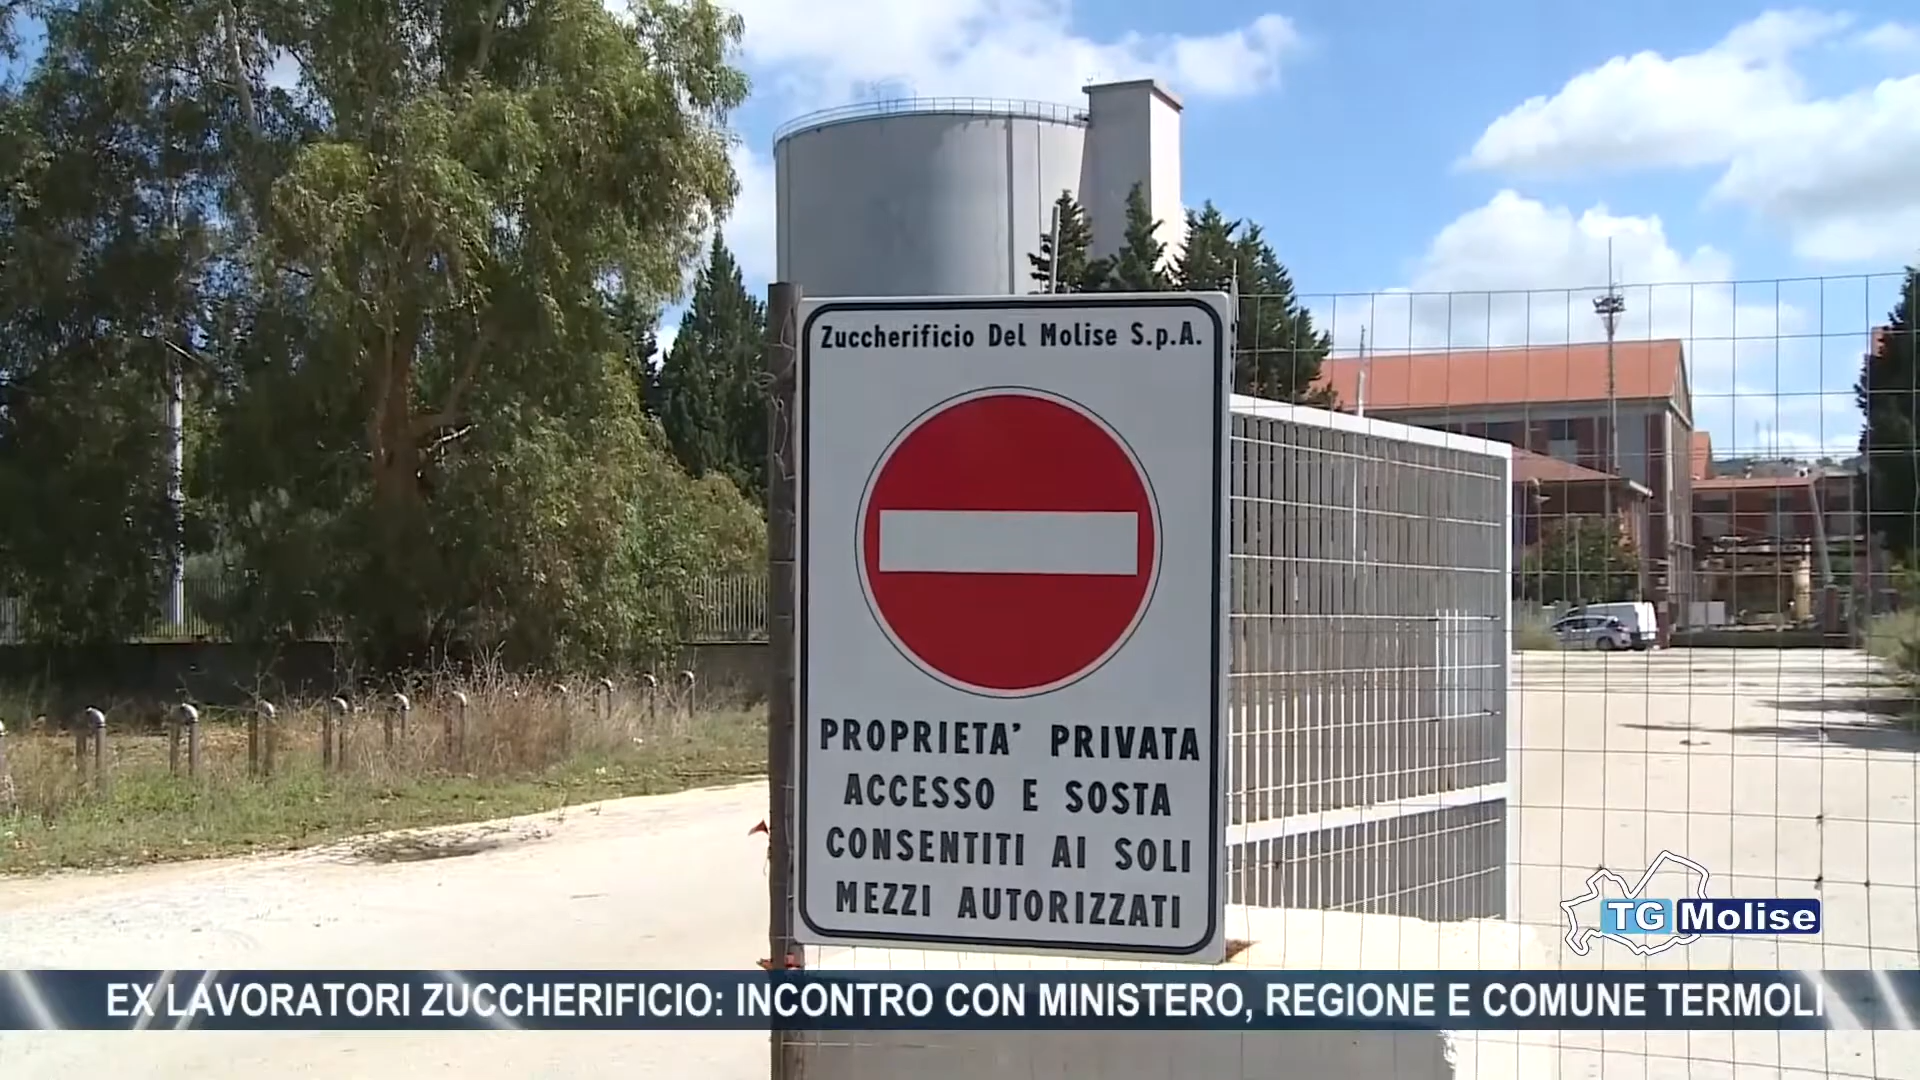 Zuccherificio Del Molise S.p.A.
PROPRIETA' PRIVATA
ACCESSO E SOSTA
CONSENTITI AI SOLI
MEZZI AUTORIZZATI
TG Molise
EX LAVORATORI ZUCCHERIFICIO: INCONTRO CON MINISTERO, REGIONE E COMUNE TERMOLI